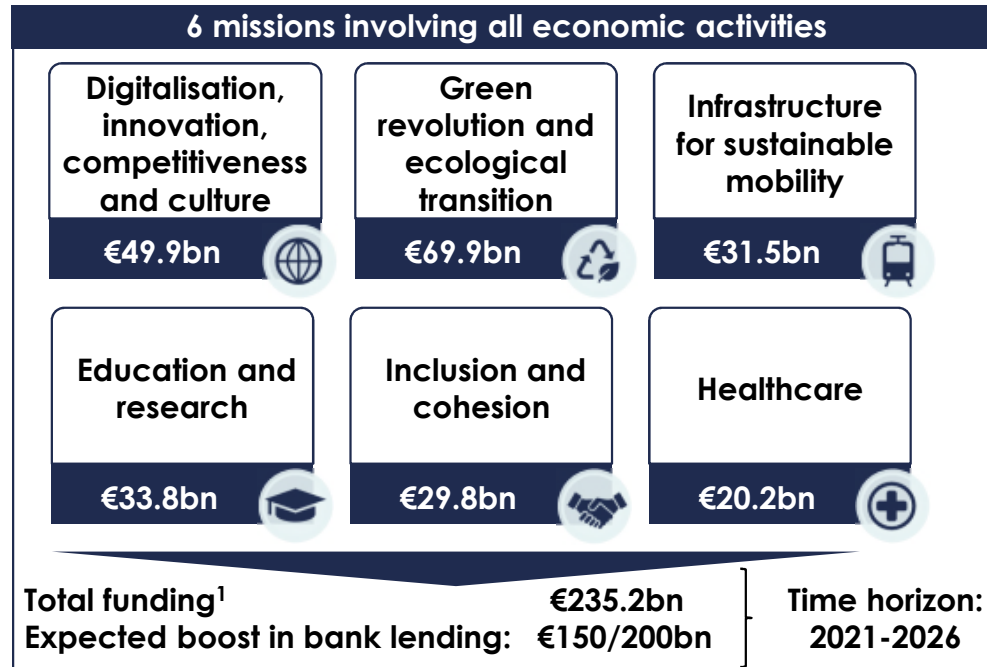 6 missions involving all economic activities
Digitalisation,
innovation,
competitiveness
and culture
€49.9bn
Green
revolution and
ecological
transition
€69.9bn
Infrastructure
for sustainable
mobility
€31.5bn
Education and
research
€33.8bn
Inclusion and
cohesion
€29.8bn
Healthcare
€20.2bn
Total funding¹ €235.2bn
Expected boost in bank lending: €150/200bn
Time horizon:
2021-2026